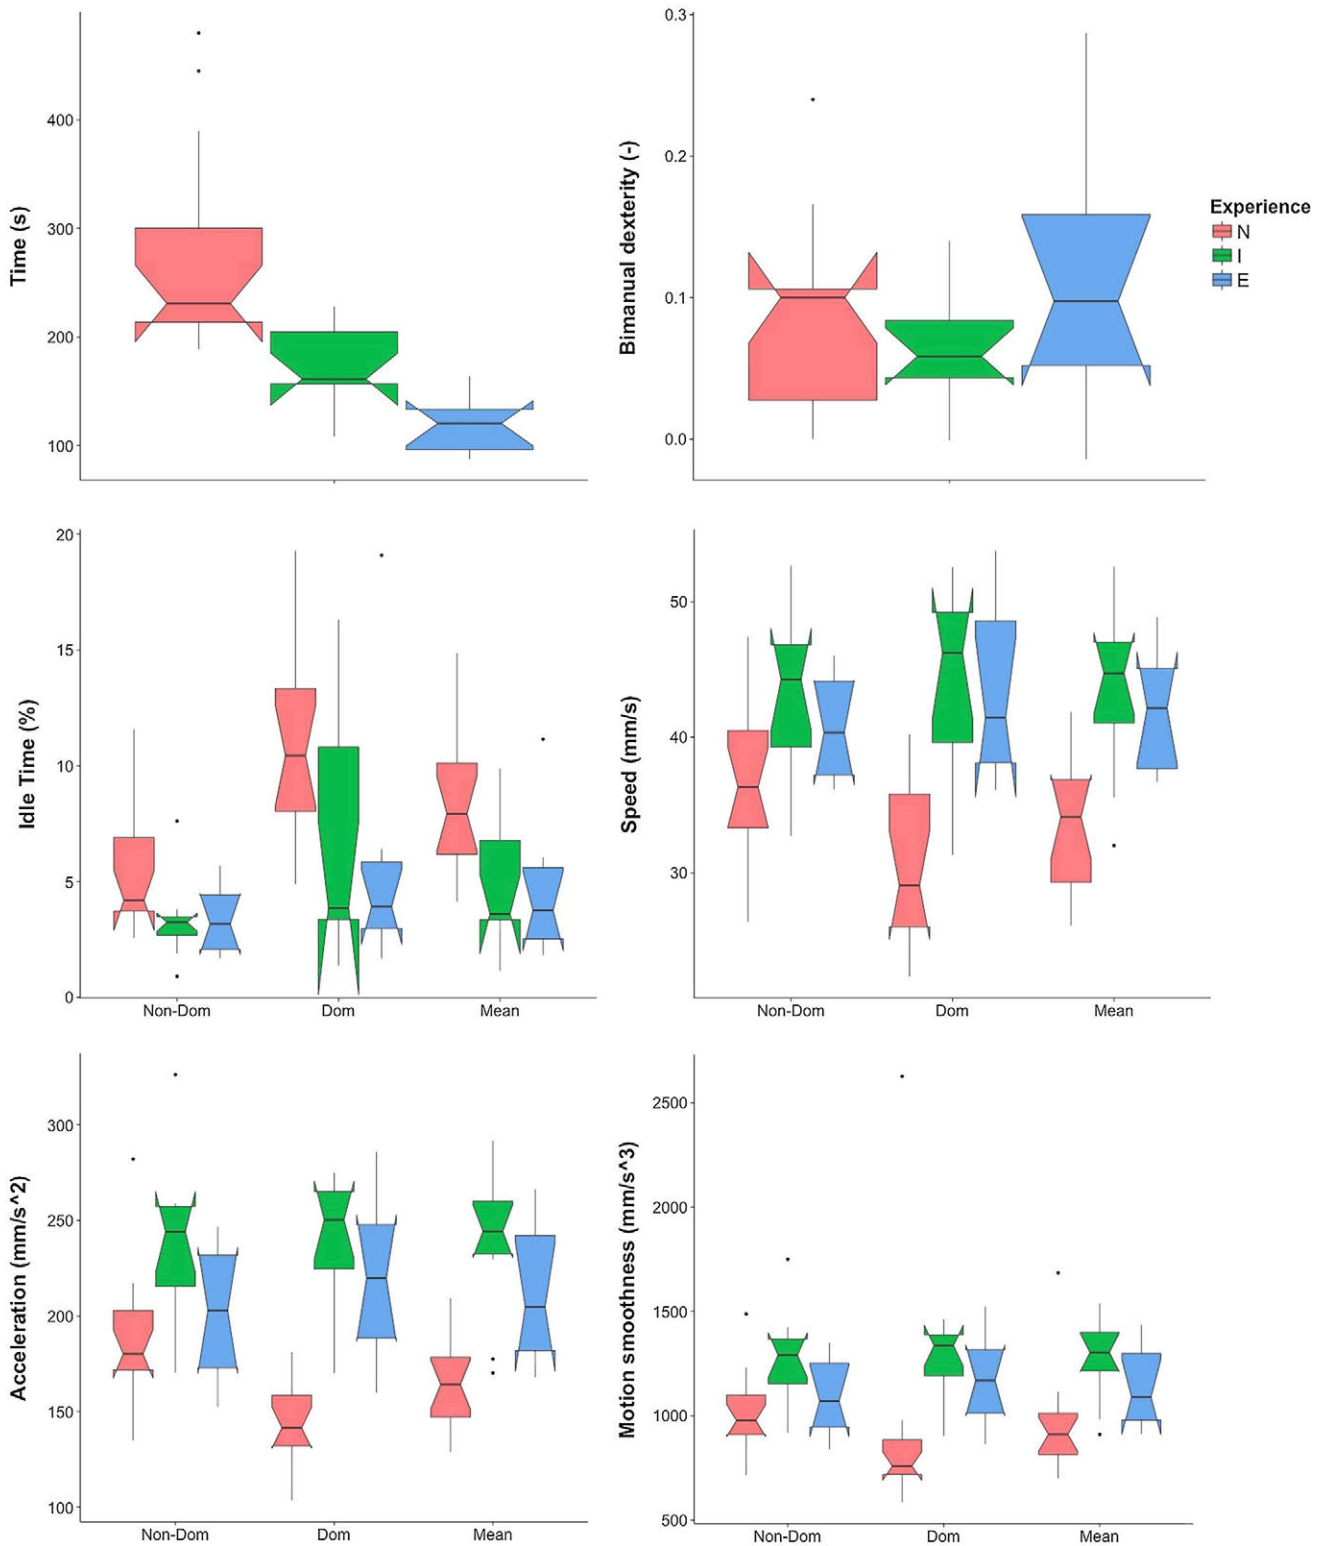 Time (s)
400
300
200
100
Bimanual dexterity (-)
0.3
0.2
0.1
0.0
Experience
N
I
E
Idle Time (%)
20
15
10
5
0
Non-Dom Dom Mean
Speed (mm/s)
50
40
30
Non-Dom Dom Mean
Acceleration (mm/s^2)
300
250
200
150
100
Non-Dom Dom Mean
Motion smoothness (mm/s^3)
2500
2000
1500
1000
500
Non-Dom Dom Mean